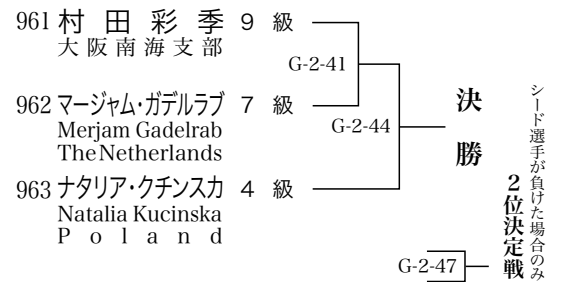 961 村田彩季 9 級
大阪南海支部
G-2-41
962 マージャム・ガデルラブ 7 級
Merjam Gadelrab
The Netherlands
G-2-44
963 ナタリア・クチンスカ 4 級
Natalia Kucinska
Poland
決勝
シード選手が負けた場合のみ
2位決定戦
G-2-47